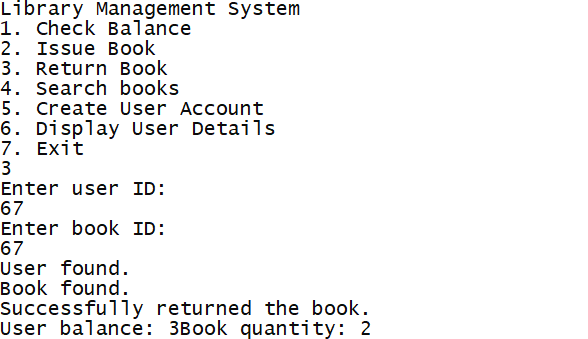 Library Management System
1. Check Balance
2. Issue Book
3. Return Book
4. Search books
5. Create User Account
6. Display User Details
7. Exit
3
Enter user ID:
67
Enter book ID:
67
User found.
Book found.
Successfully returned the book.
User balance: 3Book quantity: 2